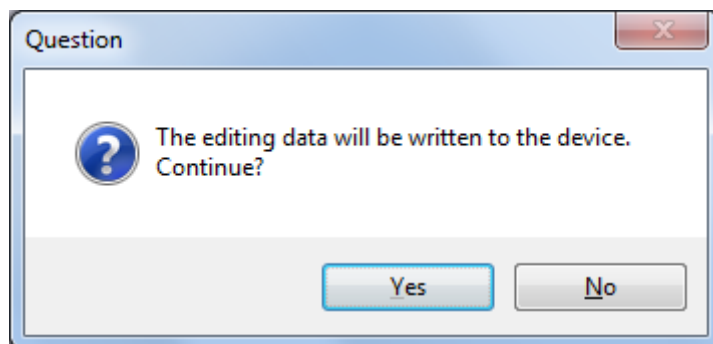 Question
The editing data will be written to the device.
Continue?
Yes
No